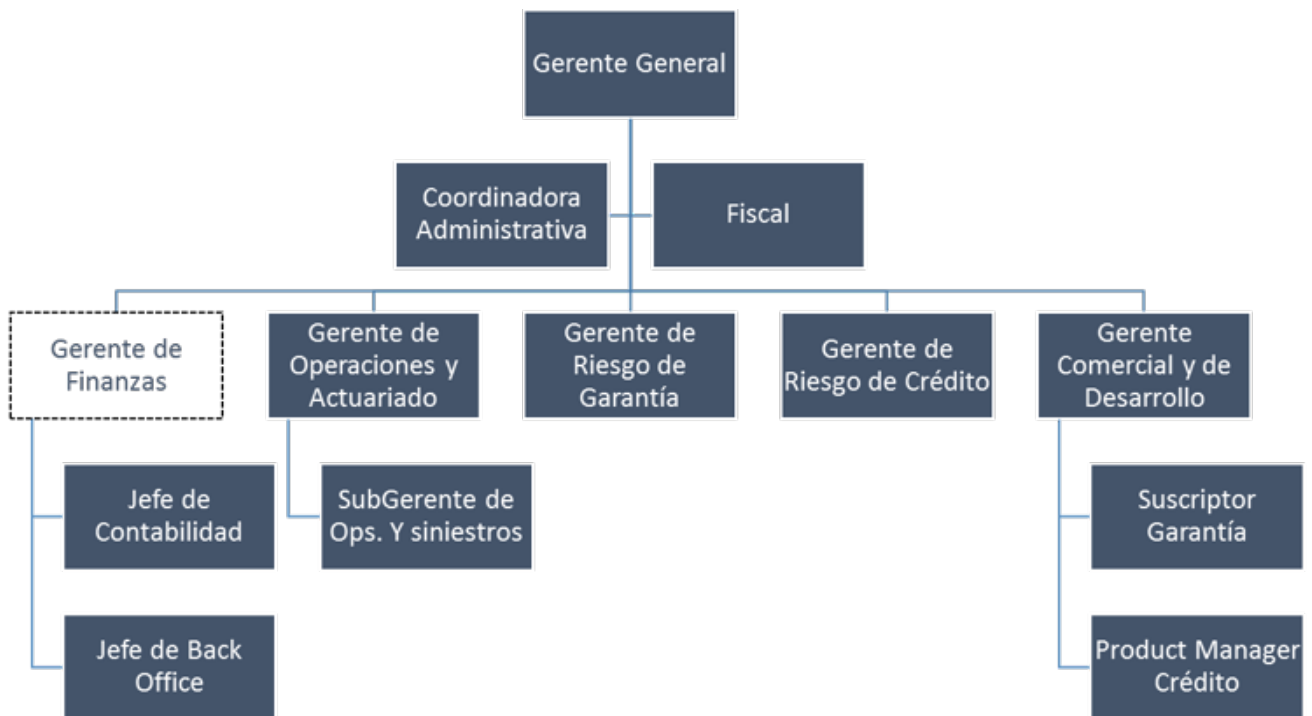 Gerente General
Coordinadora
Administrativa
Fiscal
Gerente de
Finanzas
Gerente de
Operaciones y
Actuariado
Gerente de
Riesgo de
Garantía
Gerente de
Riesgo de Crédito
Gerente
Comercial y de
Desarrollo
Jefe de
Contabilidad
SubGerente de
Ops. Y siniestros
Suscriptor
Garantía
Jefe de Back
Office
Product Manager
Crédito